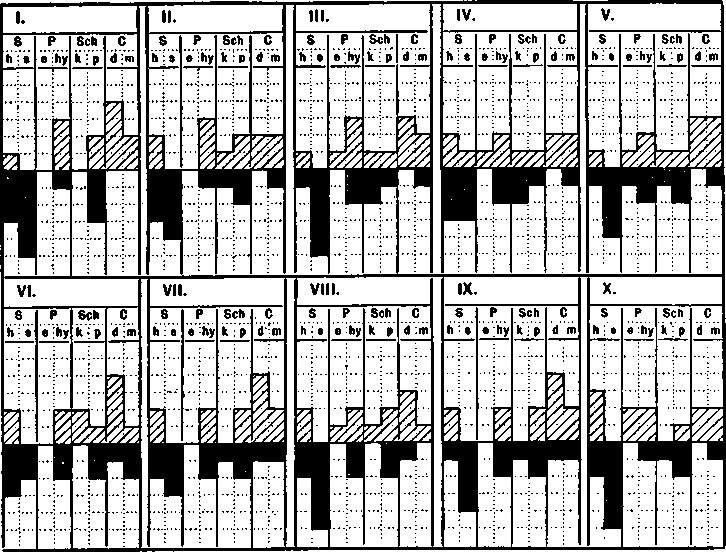 I. II. III. IV. V.
S P Sch C S P Sch C S P Sch C S P Sch C S P Sch C
h s e hy k p d m h s e hy k p d m h s e hy k p d m h s e hy k p d m h s e hy k p d m
VI. VII. VIII. IX. X.
S P Sch C S P Sch C S P Sch C S P Sch C S P Sch C
h s e hy k p d m h s e hy k p d m h s e hy k p d m h s e hy k p d m h s e hy k p d m